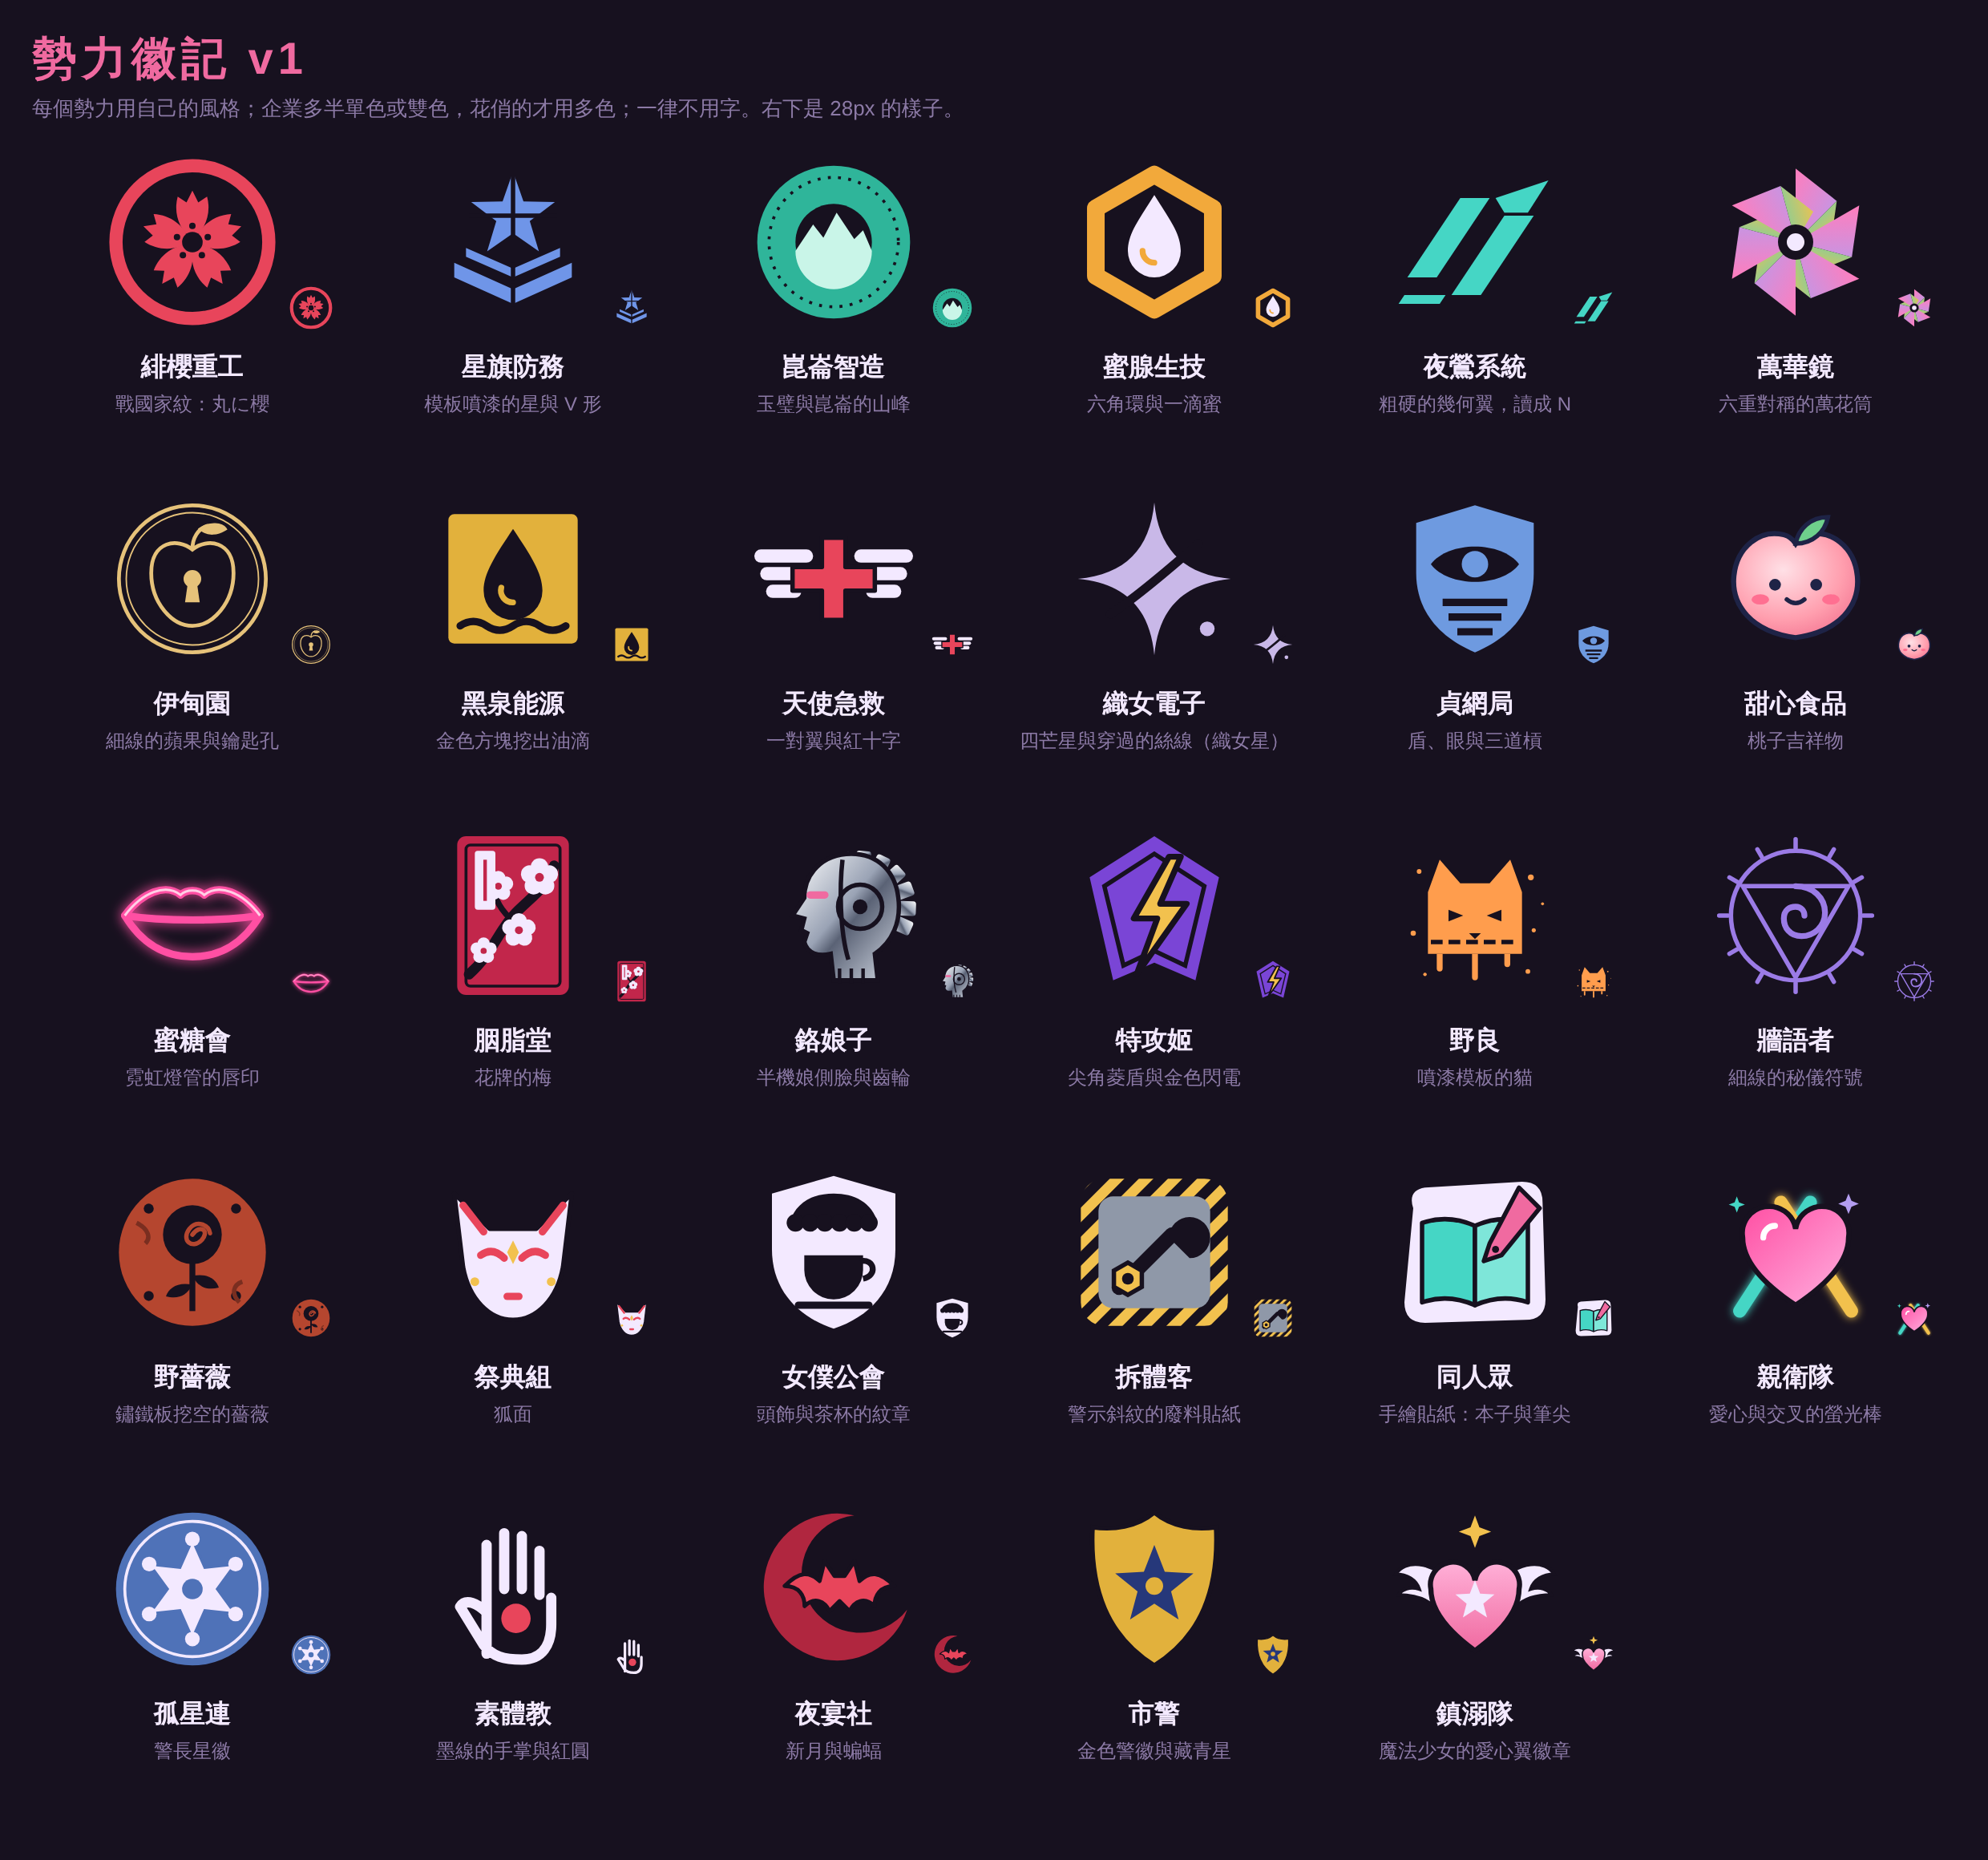 勢力徽記 v1
每個勢力用自己的風格；企業多半單色或雙色，花俏的才用多色；一律不用字。右下是 28px 的樣子。
緋櫻重工
戰國家紋：丸に櫻
星旗防務
模板噴漆的星與 V 形
崑崙智造
玉璧與崑崙的山峰
蜜腺生技
六角環與一滴蜜
夜鶯系統
粗硬的幾何翼，讀成 N
萬華鏡
六重對稱的萬花筒
伊甸園
細線的蘋果與鑰匙孔
黑泉能源
金色方塊挖出油滴
天使急救
一對翼與紅十字
織女電子
四芒星與穿過的絲線（織女星）
貞網局
盾、眼與三道槓
甜心食品
桃子吉祥物
蜜糖會
霓虹燈管的唇印
胭脂堂
花牌的梅
鉻娘子
半機娘側臉與齒輪
特攻姬
尖角菱盾與金色閃電
野良
噴漆模板的貓
牆語者
細線的秘儀符號
野薔薇
鏽鐵板挖空的薔薇
祭典組
狐面
女僕公會
頭飾與茶杯的紋章
拆體客
警示斜紋的廢料貼紙
同人眾
手繪貼紙：本子與筆尖
親衛隊
愛心與交叉的螢光棒
孤星連
警長星徽
素體教
墨線的手掌與紅圓
夜宴社
新月與蝙蝠
市警
金色警徽與藏青星
鎮溺隊
魔法少女的愛心翼徽章